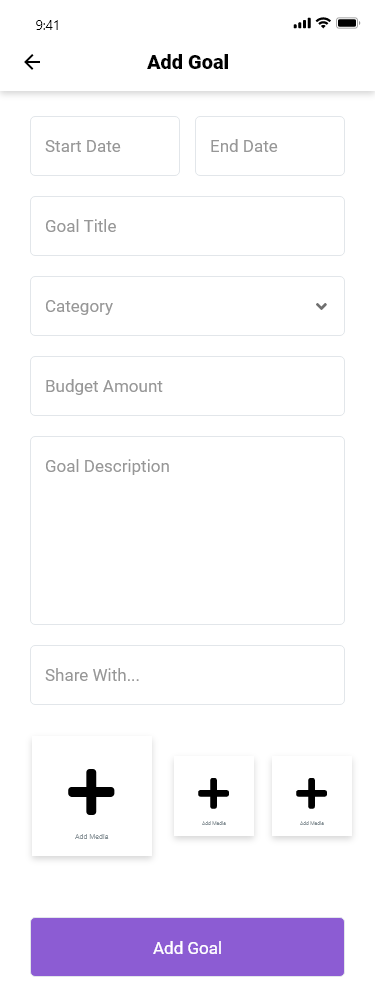 9:41
Add Goal
Start Date End Date
Goal Title
Category
Budget Amount
Goal Description
Share With...
Add Media Add Media Add Media
Add Goal